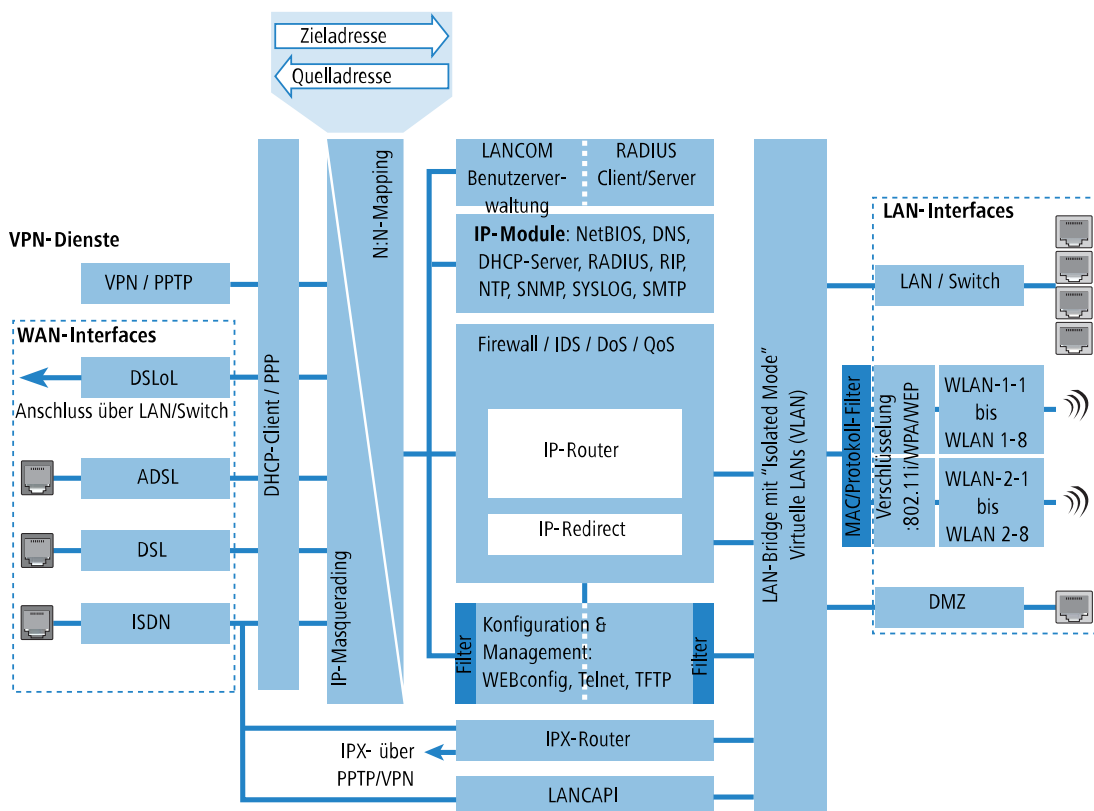 Zieladresse
Quelladresse
VPN-Dienste
VPN / PPTP
WAN-Interfaces
DSLoL
Anschluss über LAN/Switch
ADSL
DSL
ISDN
DHCP-Client / PPP
IP-Masquerading
N:N-Mapping
LANCOM
Benutzerver-
waltung
RADIUS
Client/Server
IP-Module: NetBIOS, DNS,
DHCP-Server, RADIUS, RIP,
NTP, SNMP, SYSLOG, SMTP
Firewall / IDS / DoS / QoS
IP-Router
IP-Redirect
Filter
Konfiguration &
Management:
WEBconfig, Telnet, TFTP
Filter
IPX-Router
IPX- über
PPTP/VPN
LANCAPI
LAN-Bridge mit “Isolated Mode”
Virtuelle LANs (VLAN)
LAN-Interfaces
LAN / Switch
MAC/Protokoll-Filter
Verschlüsselung
:802.11i/WPA/WEP
WLAN-1-1
bis
WLAN 1-8
WLAN-2-1
bis
WLAN 2-8
DMZ